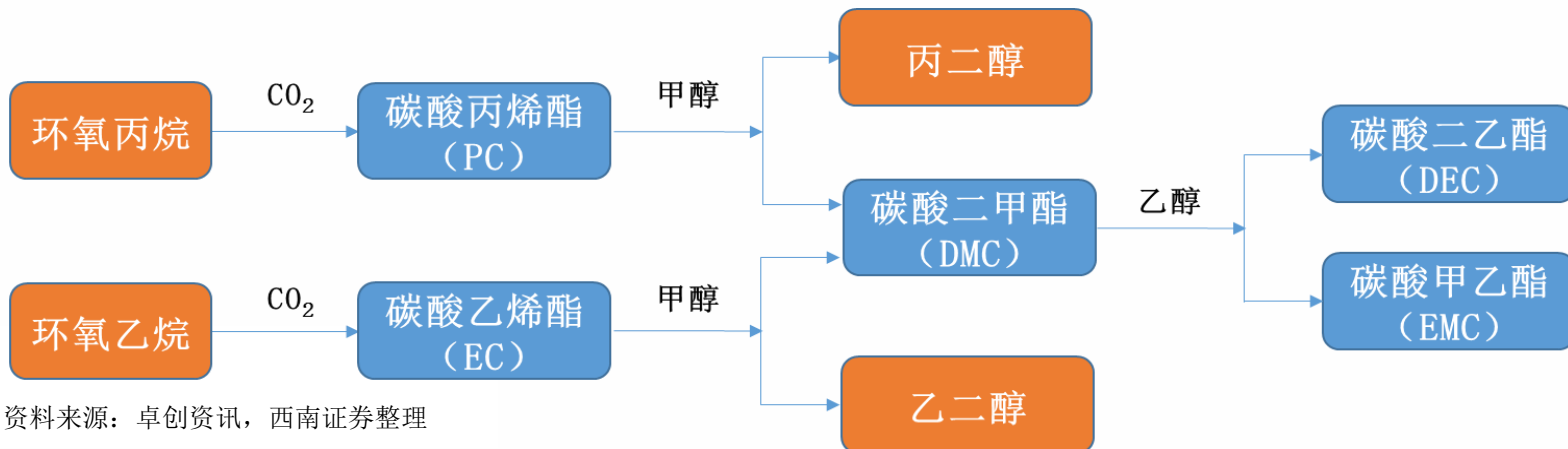 环氧丙烷
CO₂
碳酸丙烯酯
（PC）
甲醇
丙二醇
碳酸二甲酯
（DMC）
乙醇
碳酸二乙酯
（DEC）
碳酸甲乙酯
（EMC）
环氧乙烷
CO₂
碳酸乙烯酯
（EC）
甲醇
乙二醇
资料来源：卓创资讯，西南证券整理